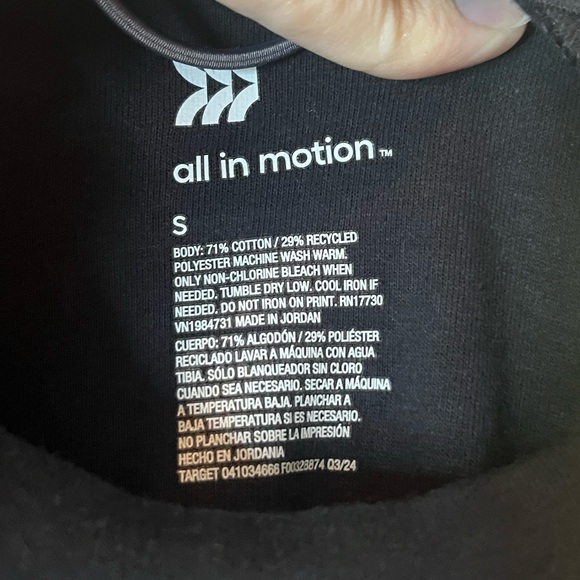 all in motion™
S
BODY: 71% COTTON / 29% RECYCLED
POLYESTER MACHINE WASH WARM.
ONLY NON-CHLORINE BLEACH WHEN
NEEDED. TUMBLE DRY LOW. COOL IRON IF
NEEDED. DO NOT IRON ON PRINT. RN17730
VN1984731 MADE IN JORDAN
CUERPO: 71% ALGODÓN / 29% POLIÉSTER
RECICLADO LAVAR A MÁQUINA CON AGUA
TIBIA. SÓLO BLANQUEADOR SIN CLORO
CUANDO SEA NECESARIO. SECAR A MÁQUINA
A TEMPERATURA BAJA. PLANCHAR A
BAJA TEMPERATURA SI ES NECESARIO.
NO PLANCHAR SOBRE LA IMPRESIÓN
HECHO EN JORDANIA
TARGET 041034666 F00328874 Q3/24